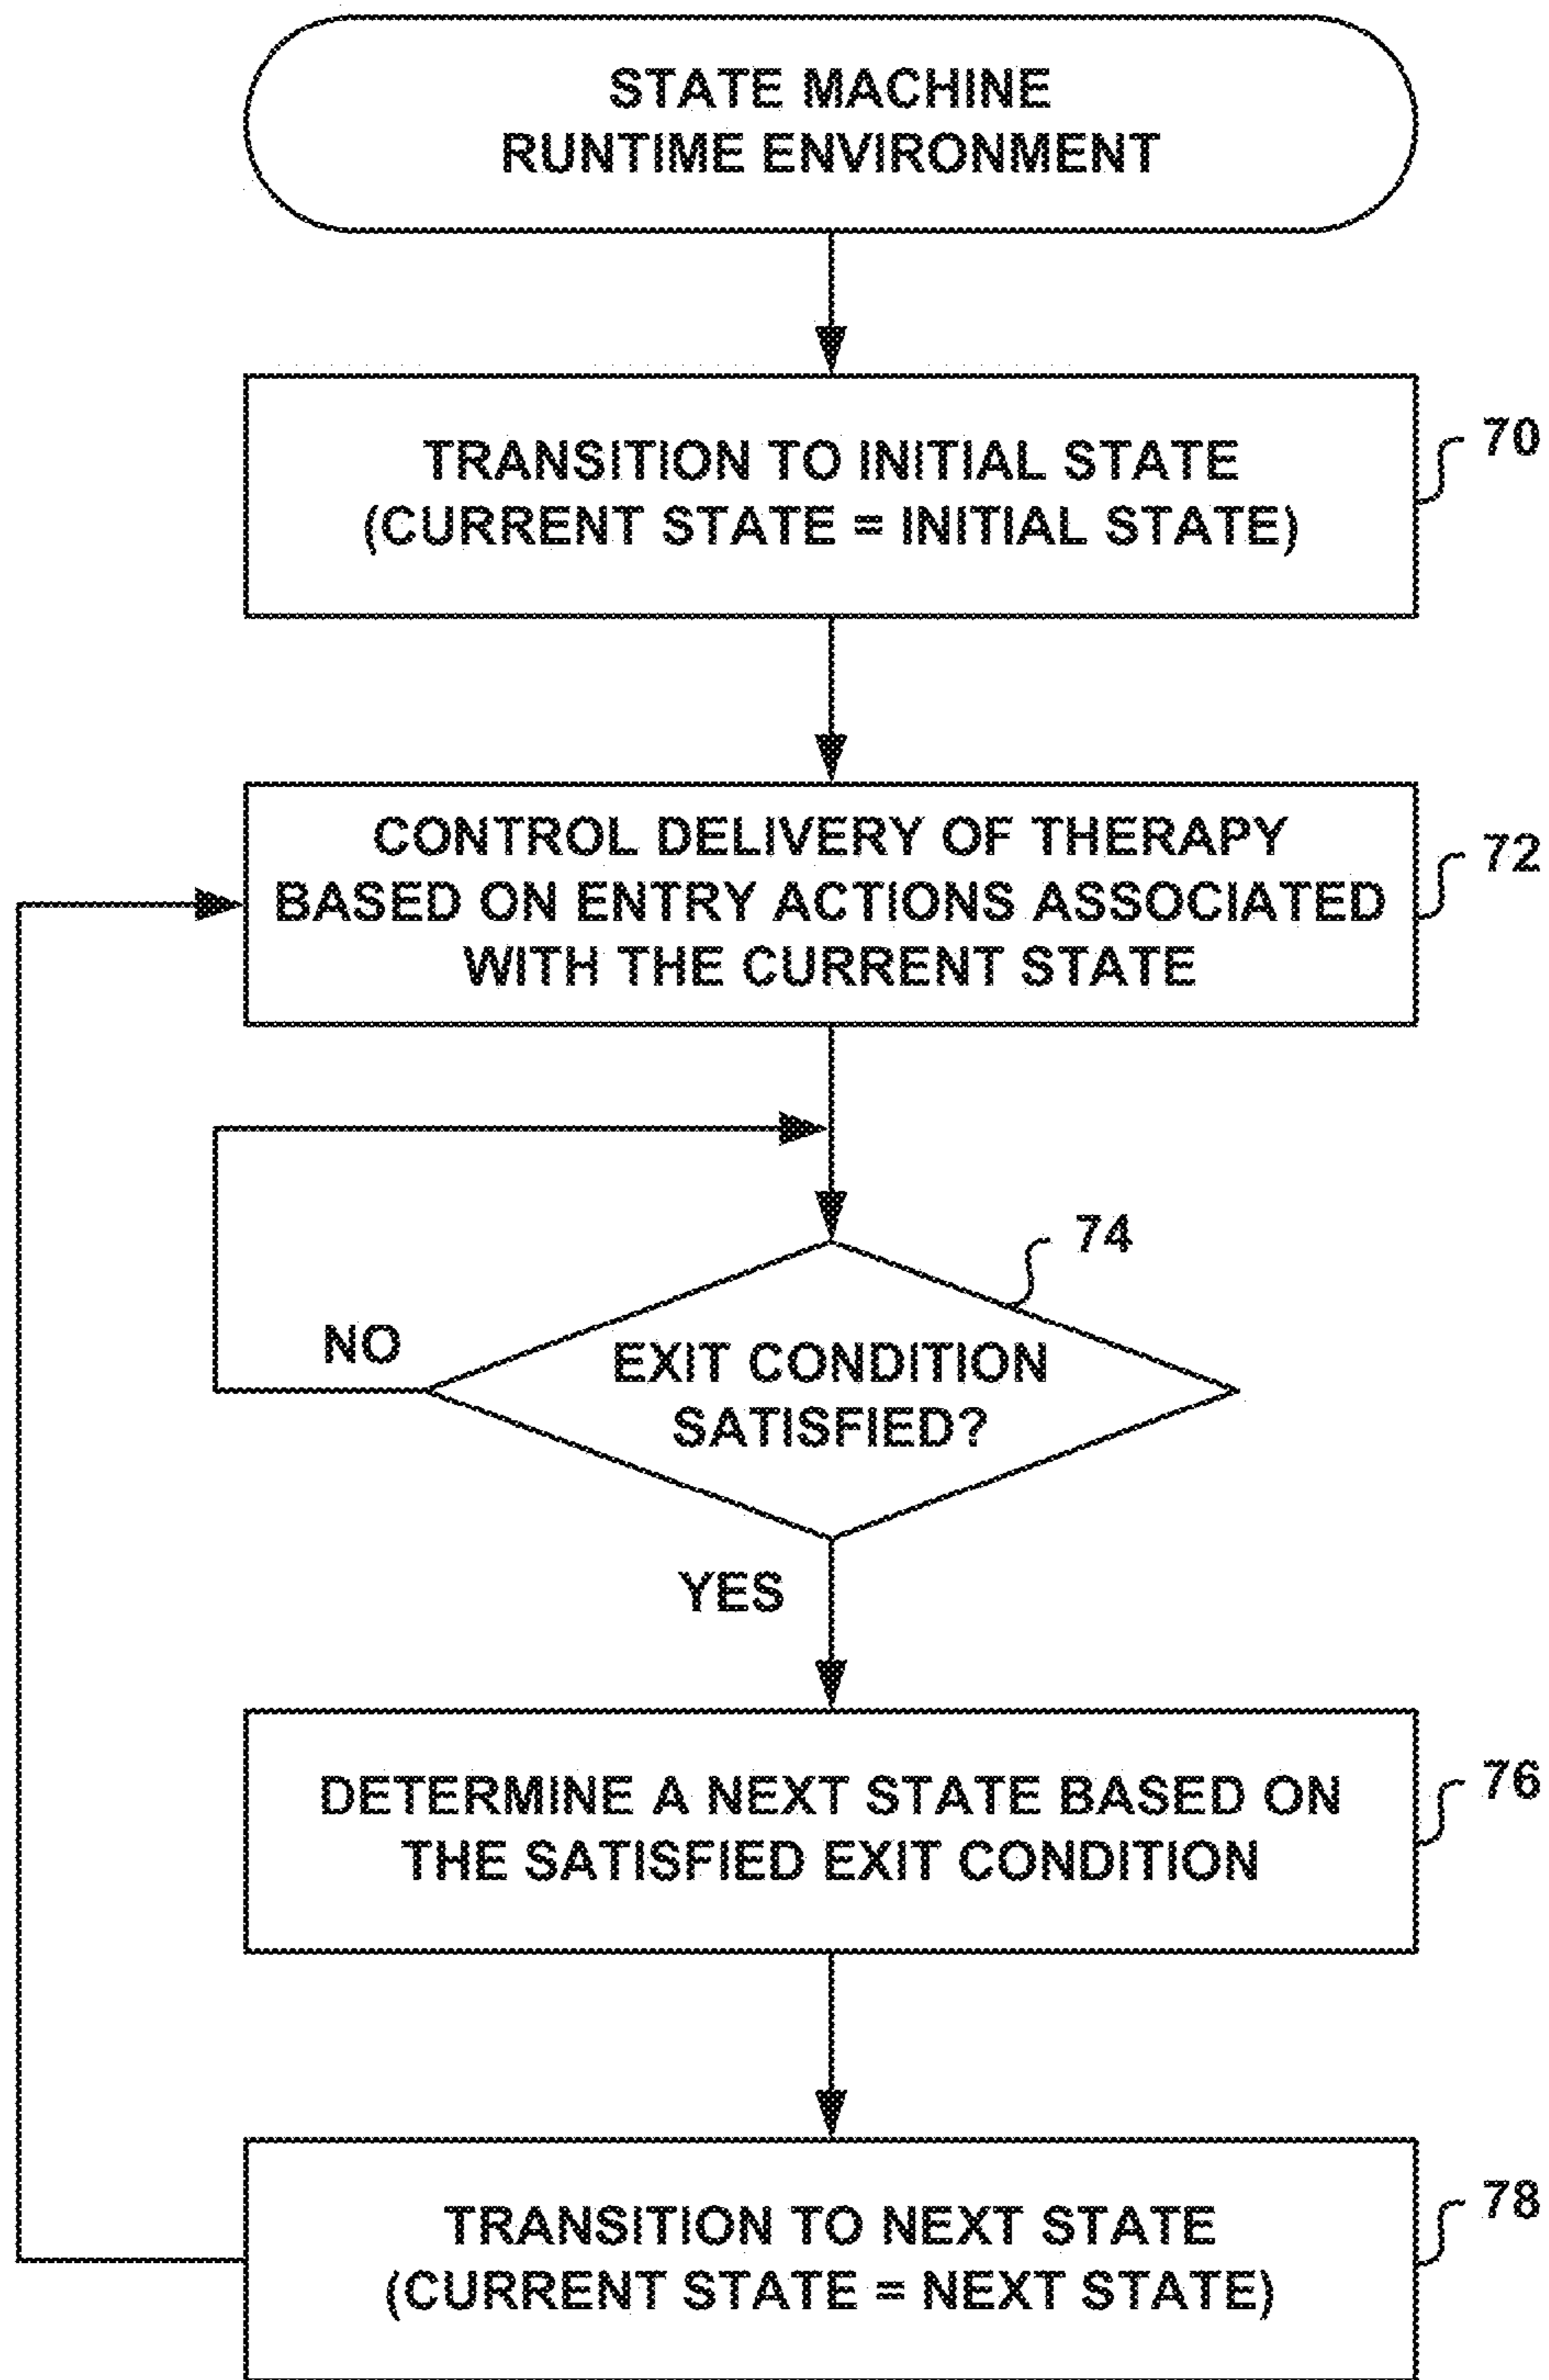 STATE MACHINE
RUNTIME ENVIRONMENT
TRANSITION TO INITIAL STATE
(CURRENT STATE = INITIAL STATE)
70
CONTROL DELIVERY OF THERAPY
BASED ON ENTRY ACTIONS ASSOCIATED
WITH THE CURRENT STATE
72
74
NO
EXIT CONDITION
SATISFIED?
YES
DETERMINE A NEXT STATE BASED ON
THE SATISFIED EXIT CONDITION
76
TRANSITION TO NEXT STATE
(CURRENT STATE = NEXT STATE)
78